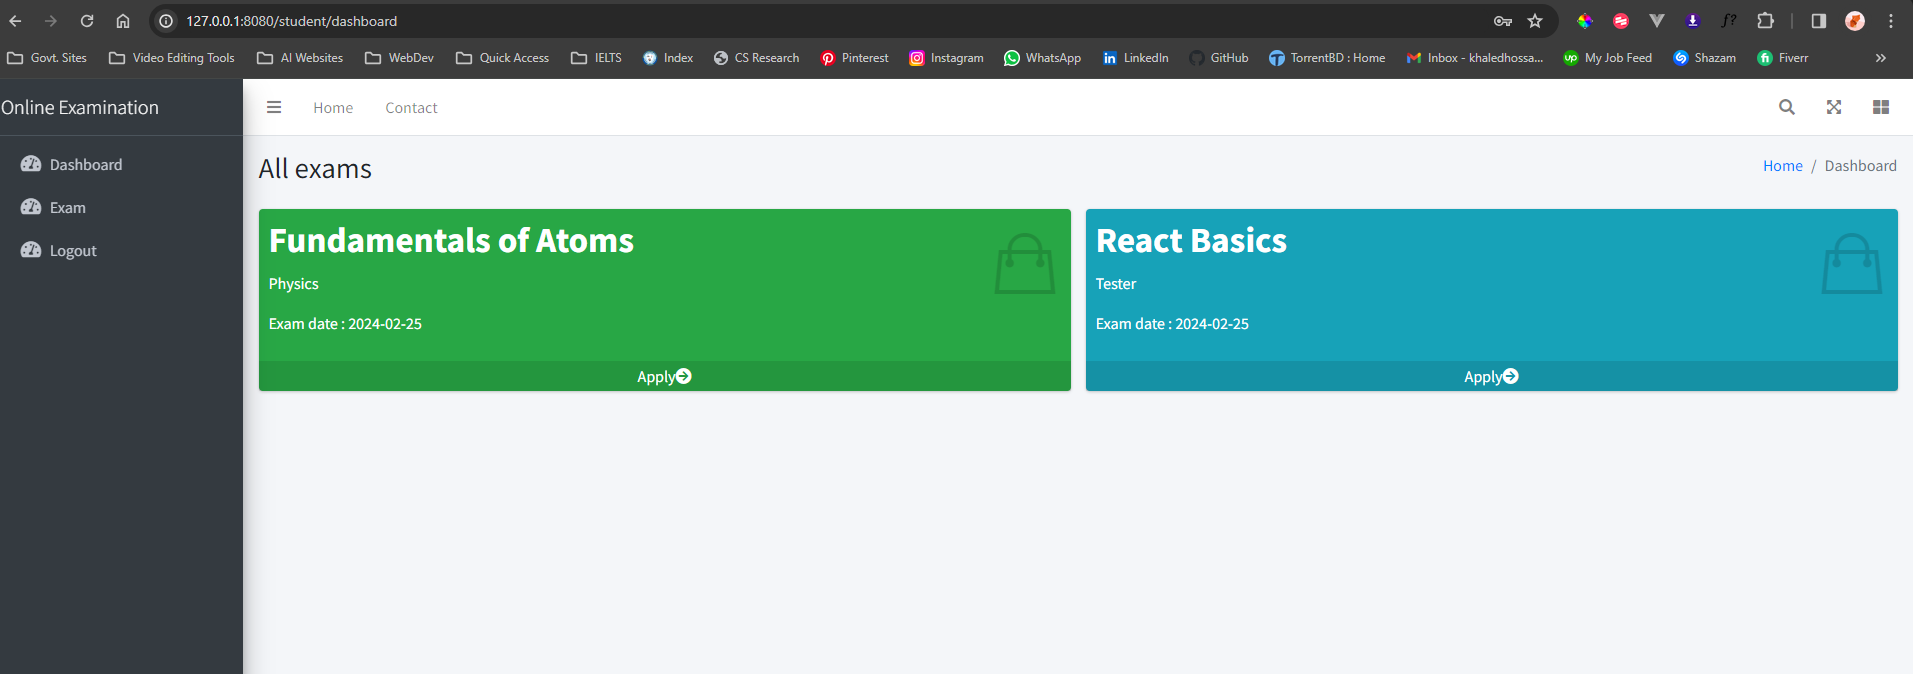 127.0.0.1:8080/student/dashboard
f?
Govt. Sites Video Editing Tools AI Websites WebDev Quick Access IELTS Index CS Research Pinterest Instagram WhatsApp LinkedIn GitHub TorrentBD : Home Inbox - khaledhossa... My Job Feed Shazam Fiverr
Online Examination
Home Contact
Dashboard
Exam
Logout
All exams
Home / Dashboard
Fundamentals of Atoms
Physics
Exam date : 2024-02-25
Apply
React Basics
Tester
Exam date : 2024-02-25
Apply